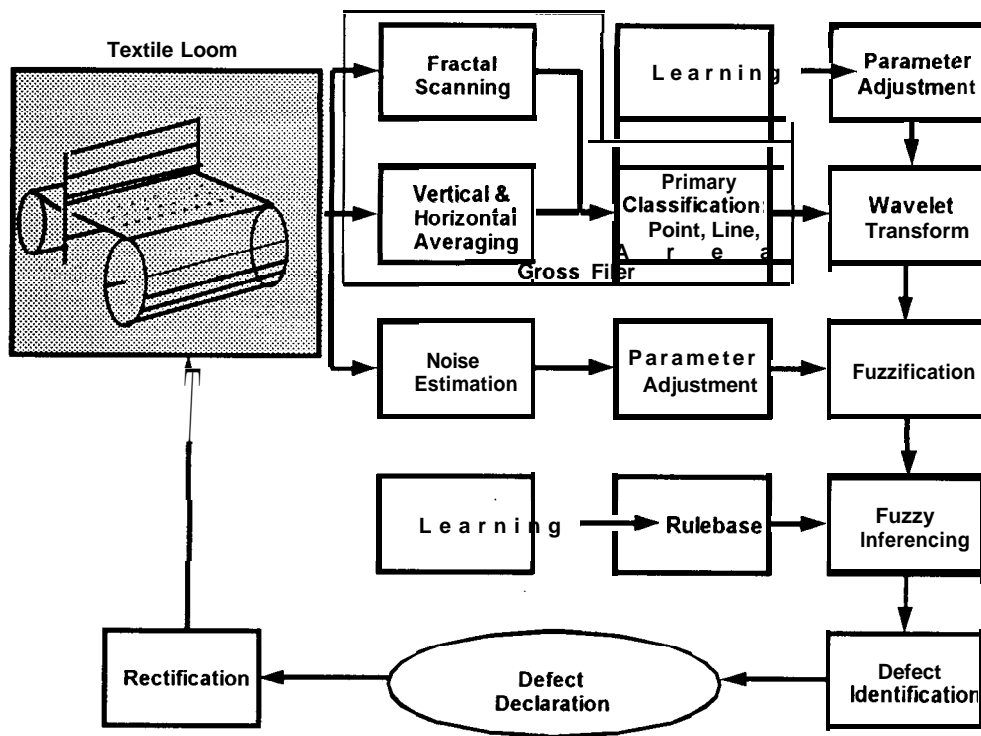 Textile Loom
Fractal
Scanning
Learning
Parameter
Adjustment
Vertical &
Horizontal
Averaging
Primary
Classification:
Point, Line,
Area
Wavelet
Transform
Gross Filer
Noise
Estimation
Parameter
Adjustment
Fuzzification
Learning
Rulebase
Fuzzy
Inferencing
Rectification
Defect
Declaration
Defect
Identification